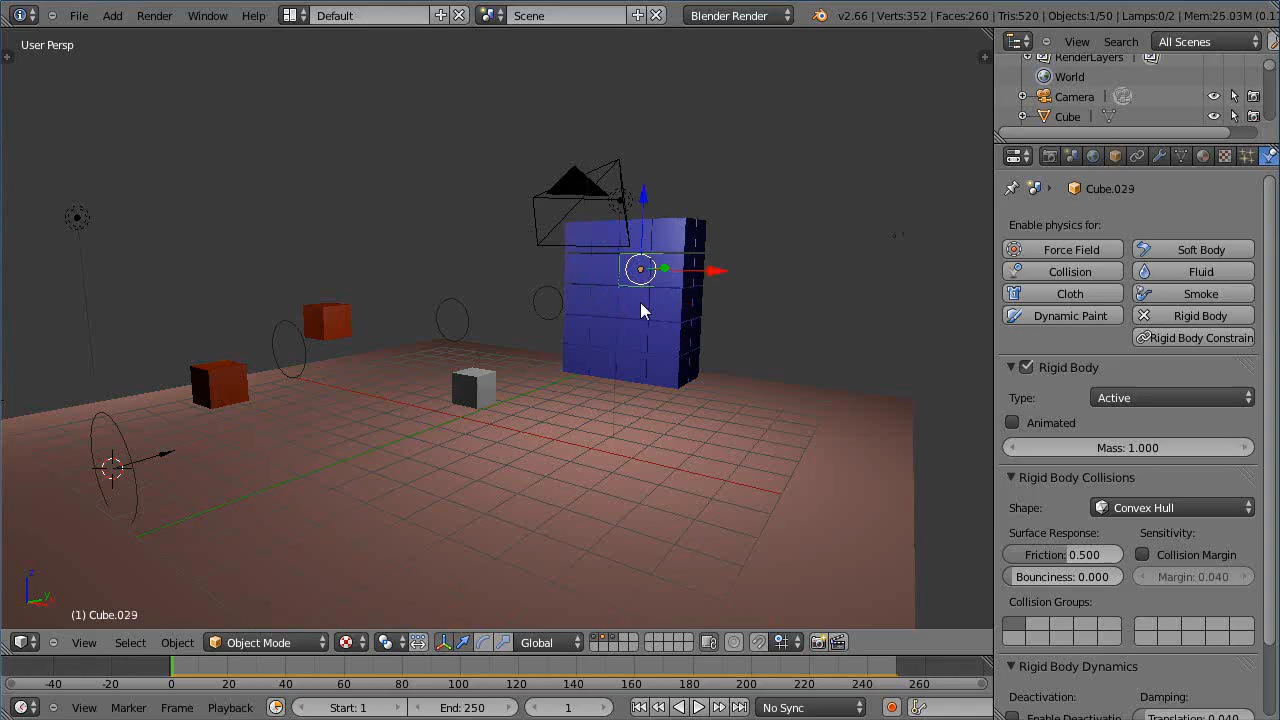 File Add Render Window Help Default Scene Blender Render v2.66 | Verts:352 | Faces:260 | Tris:520 | Objects:1/50 | Lamps:0/2 | Mem:25.03M
User Persp
View Search All Scenes
RenderLayers
World
Camera
Cube
Cube.029
Enable physics for:
Force Field Soft Body
Collision Fluid
Cloth Smoke
Dynamic Paint Rigid Body
Rigid Body Constrain
Rigid Body
Type: Active
Animated
Mass: 1.000
Rigid Body Collisions
Shape: Convex Hull
Surface Response: Sensitivity:
Friction: 0.500 Collision Margin
Bounciness: 0.000 Margin: 0.040
Collision Groups:
Rigid Body Dynamics
Deactivation: Damping:
Enable Deactivatio Translation: 0.040
z
y
(1) Cube.029
View Select Object Object Mode Global
-40 -20 0 20 40 60 80 100 120 140 160 180 200 220 240 260
View Marker Frame Playback Start: 1 End: 250 1 No Sync